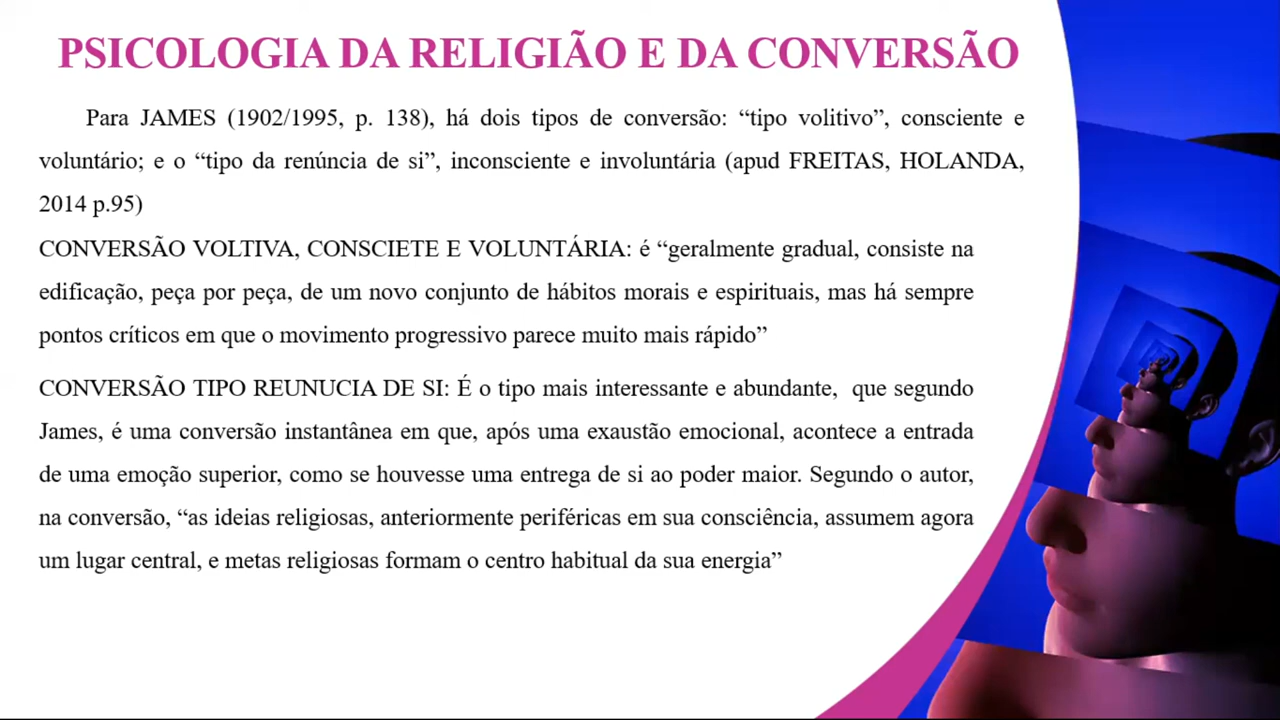 PSICOLOGIA DA RELIGIÃO E DA CONVERSÃO
Para JAMES (1902/1995, p. 138), há dois tipos de conversão: “tipo volitivo”, consciente e
voluntário; e o “tipo da renúncia de si”, inconsciente e involuntária (apud FREITAS, HOLANDA,
2014 p.95)
CONVERSÃO VOLTIVA, CONSCIETE E VOLUNTÁRIA: é “geralmente gradual, consiste na
edificação, peça por peça, de um novo conjunto de hábitos morais e espirituais, mas há sempre
pontos críticos em que o movimento progressivo parece muito mais rápido”
CONVERSÃO TIPO REUNUCIA DE SI: É o tipo mais interessante e abundante, que segundo
James, é uma conversão instantânea em que, após uma exaustão emocional, acontece a entrada
de uma emoção superior, como se houvesse uma entrega de si ao poder maior. Segundo o autor,
na conversão, “as ideias religiosas, anteriormente periféricas em sua consciência, assumem agora
um lugar central, e metas religiosas formam o centro habitual da sua energia”